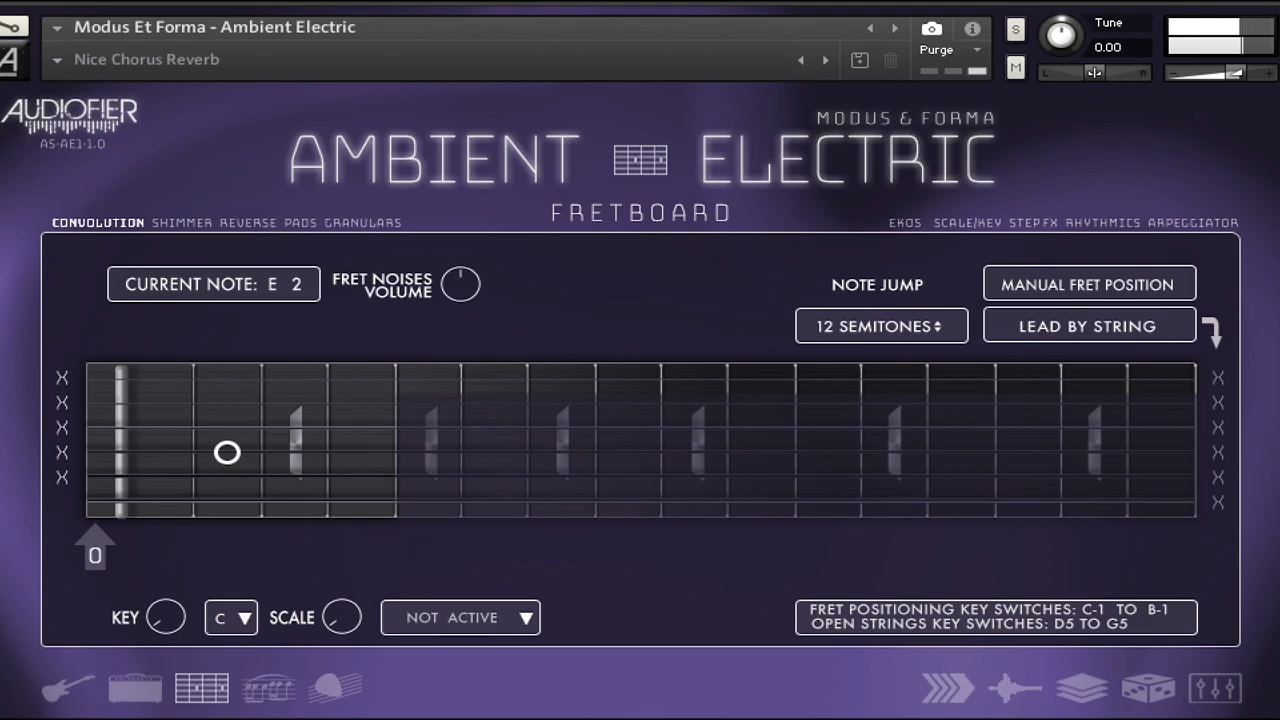 Modus Et Forma - Ambient Electric
Nice Chorus Reverb
Purge
S
M
Tune
0.00
L R
- +
AUDIOFIER
AS-AE1-1.0
MODUS & FORMA
AMBIENT ELECTRIC
FRETBOARD
CONVOLUTION SHIMMER REVERSE PADS GRANULARS
EKOS SCALE/KEY STEPFX RHYTHMICS ARPEGGIATOR
CURRENT NOTE: E 2
FRET NOISES
VOLUME
NOTE JUMP
12 SEMITONES
MANUAL FRET POSITION
LEAD BY STRING
X X
X X
X X
X X
X X
X
0
KEY
C
SCALE
NOT ACTIVE
FRET POSITIONING KEY SWITCHES: C-1 TO B-1
OPEN STRINGS KEY SWITCHES: D5 TO G5